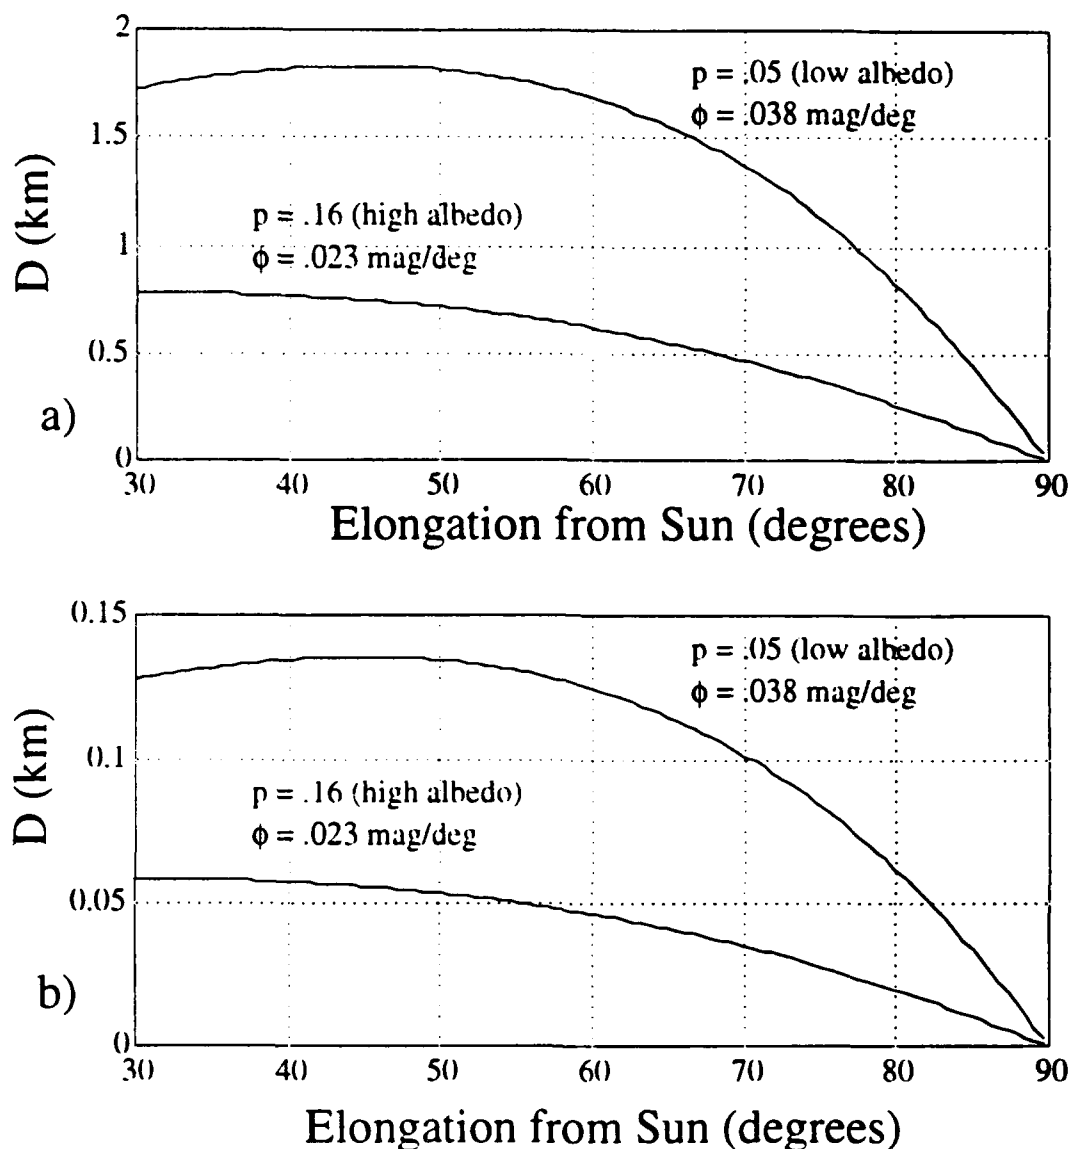 2
p = .05 (low albedo)
φ = .038 mag/deg
1.5
D (km)
p = .16 (high albedo)
φ = .023 mag/deg
1
0.5
a)
0
30 40 50 60 70 80 90
Elongation from Sun (degrees)
0.15
p = .05 (low albedo)
φ = .038 mag/deg
D (km)
0.1
p = .16 (high albedo)
φ = .023 mag/deg
0.05
b)
0
30 40 50 60 70 80 90
Elongation from Sun (degrees)